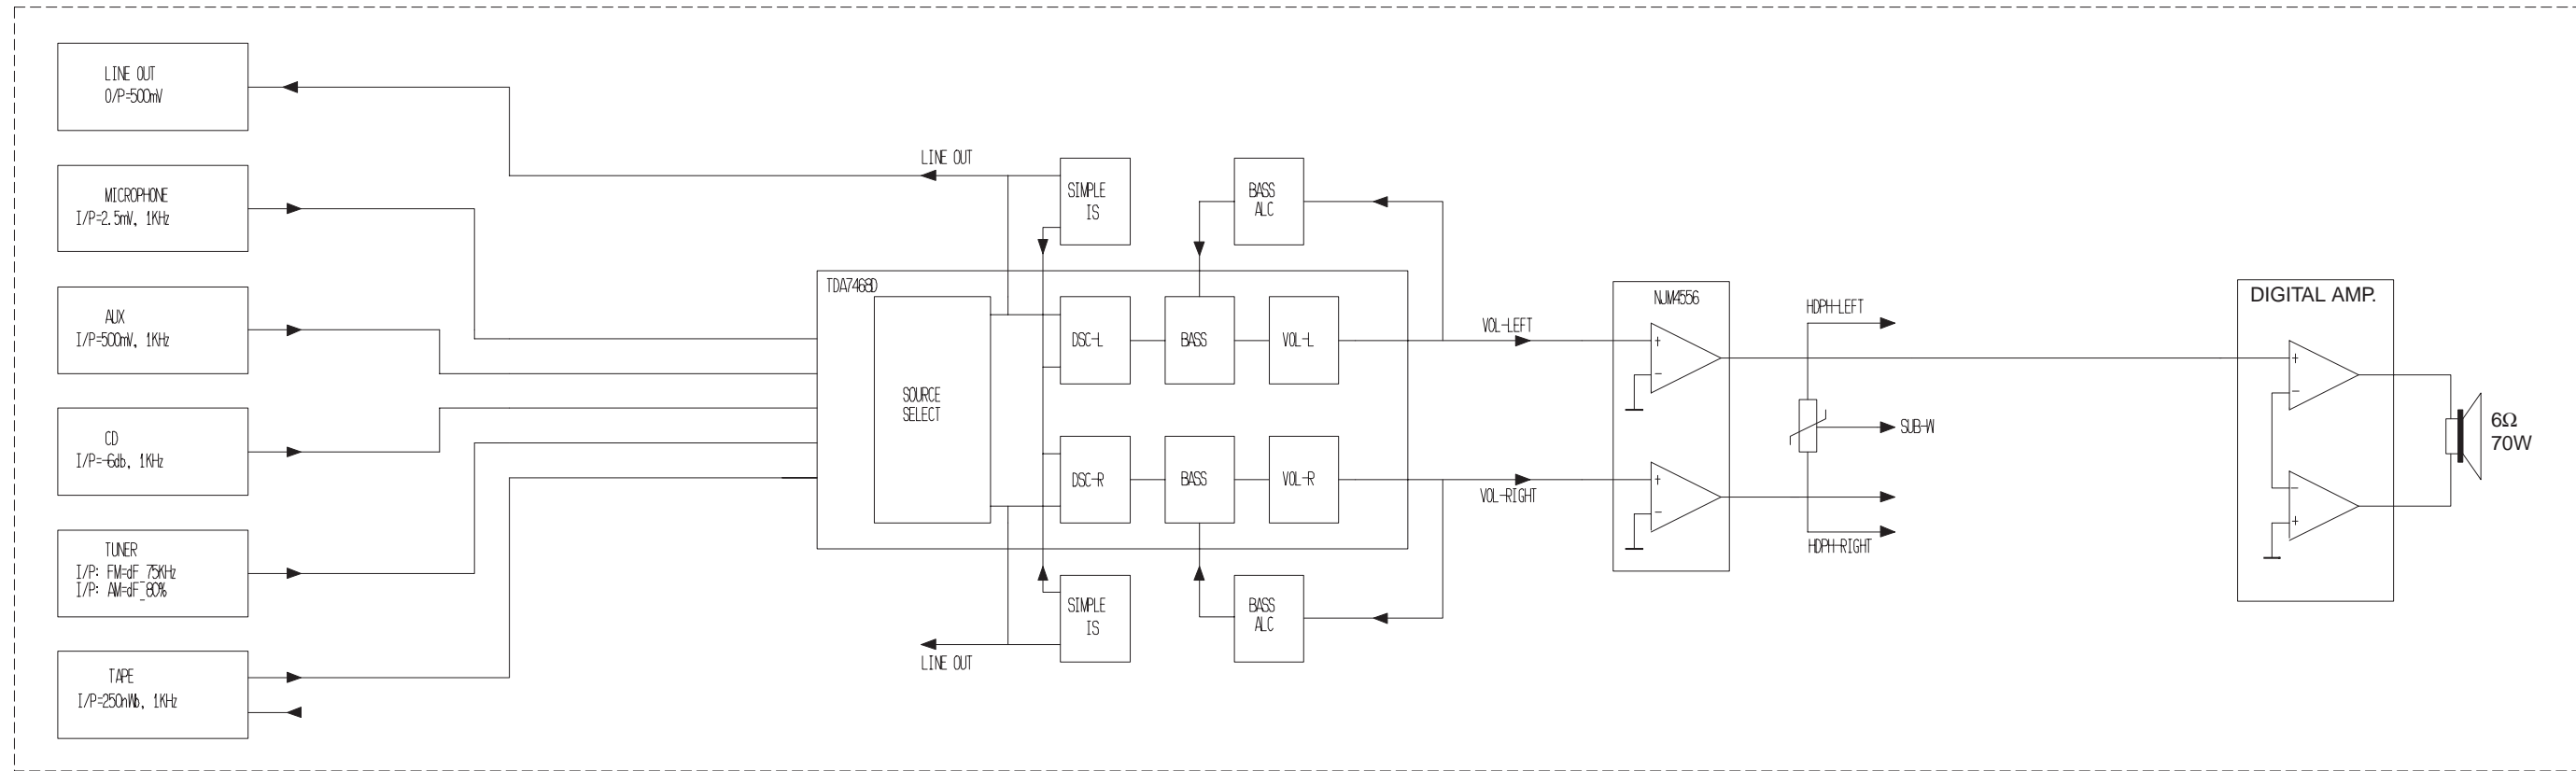 LINE OUT
O/P=500mV
MICROPHONE
I/P=2.5mV, 1KHz
AUX
I/P=500mV, 1KHz
CD
I/P=-6db, 1KHz
TUNER
I/P: FM=dF_75KHz
I/P: AM=dF_80%
TAPE
I/P=250nWb, 1KHz
LINE OUT
SIMPLE
IS
BASS
ALC
TDA7468D
SOURCE
SELECT
DSC-L
BASS
VOL-L
DSC-R
BASS
VOL-R
SIMPLE
IS
BASS
ALC
LINE OUT
VOL-LEFT
VOL-RIGHT
NJM4556
+
-
+
-
HDPH-LEFT
SUB-W
HDPH-RIGHT
DIGITAL AMP.
+
-
-
+
6Ω
70W